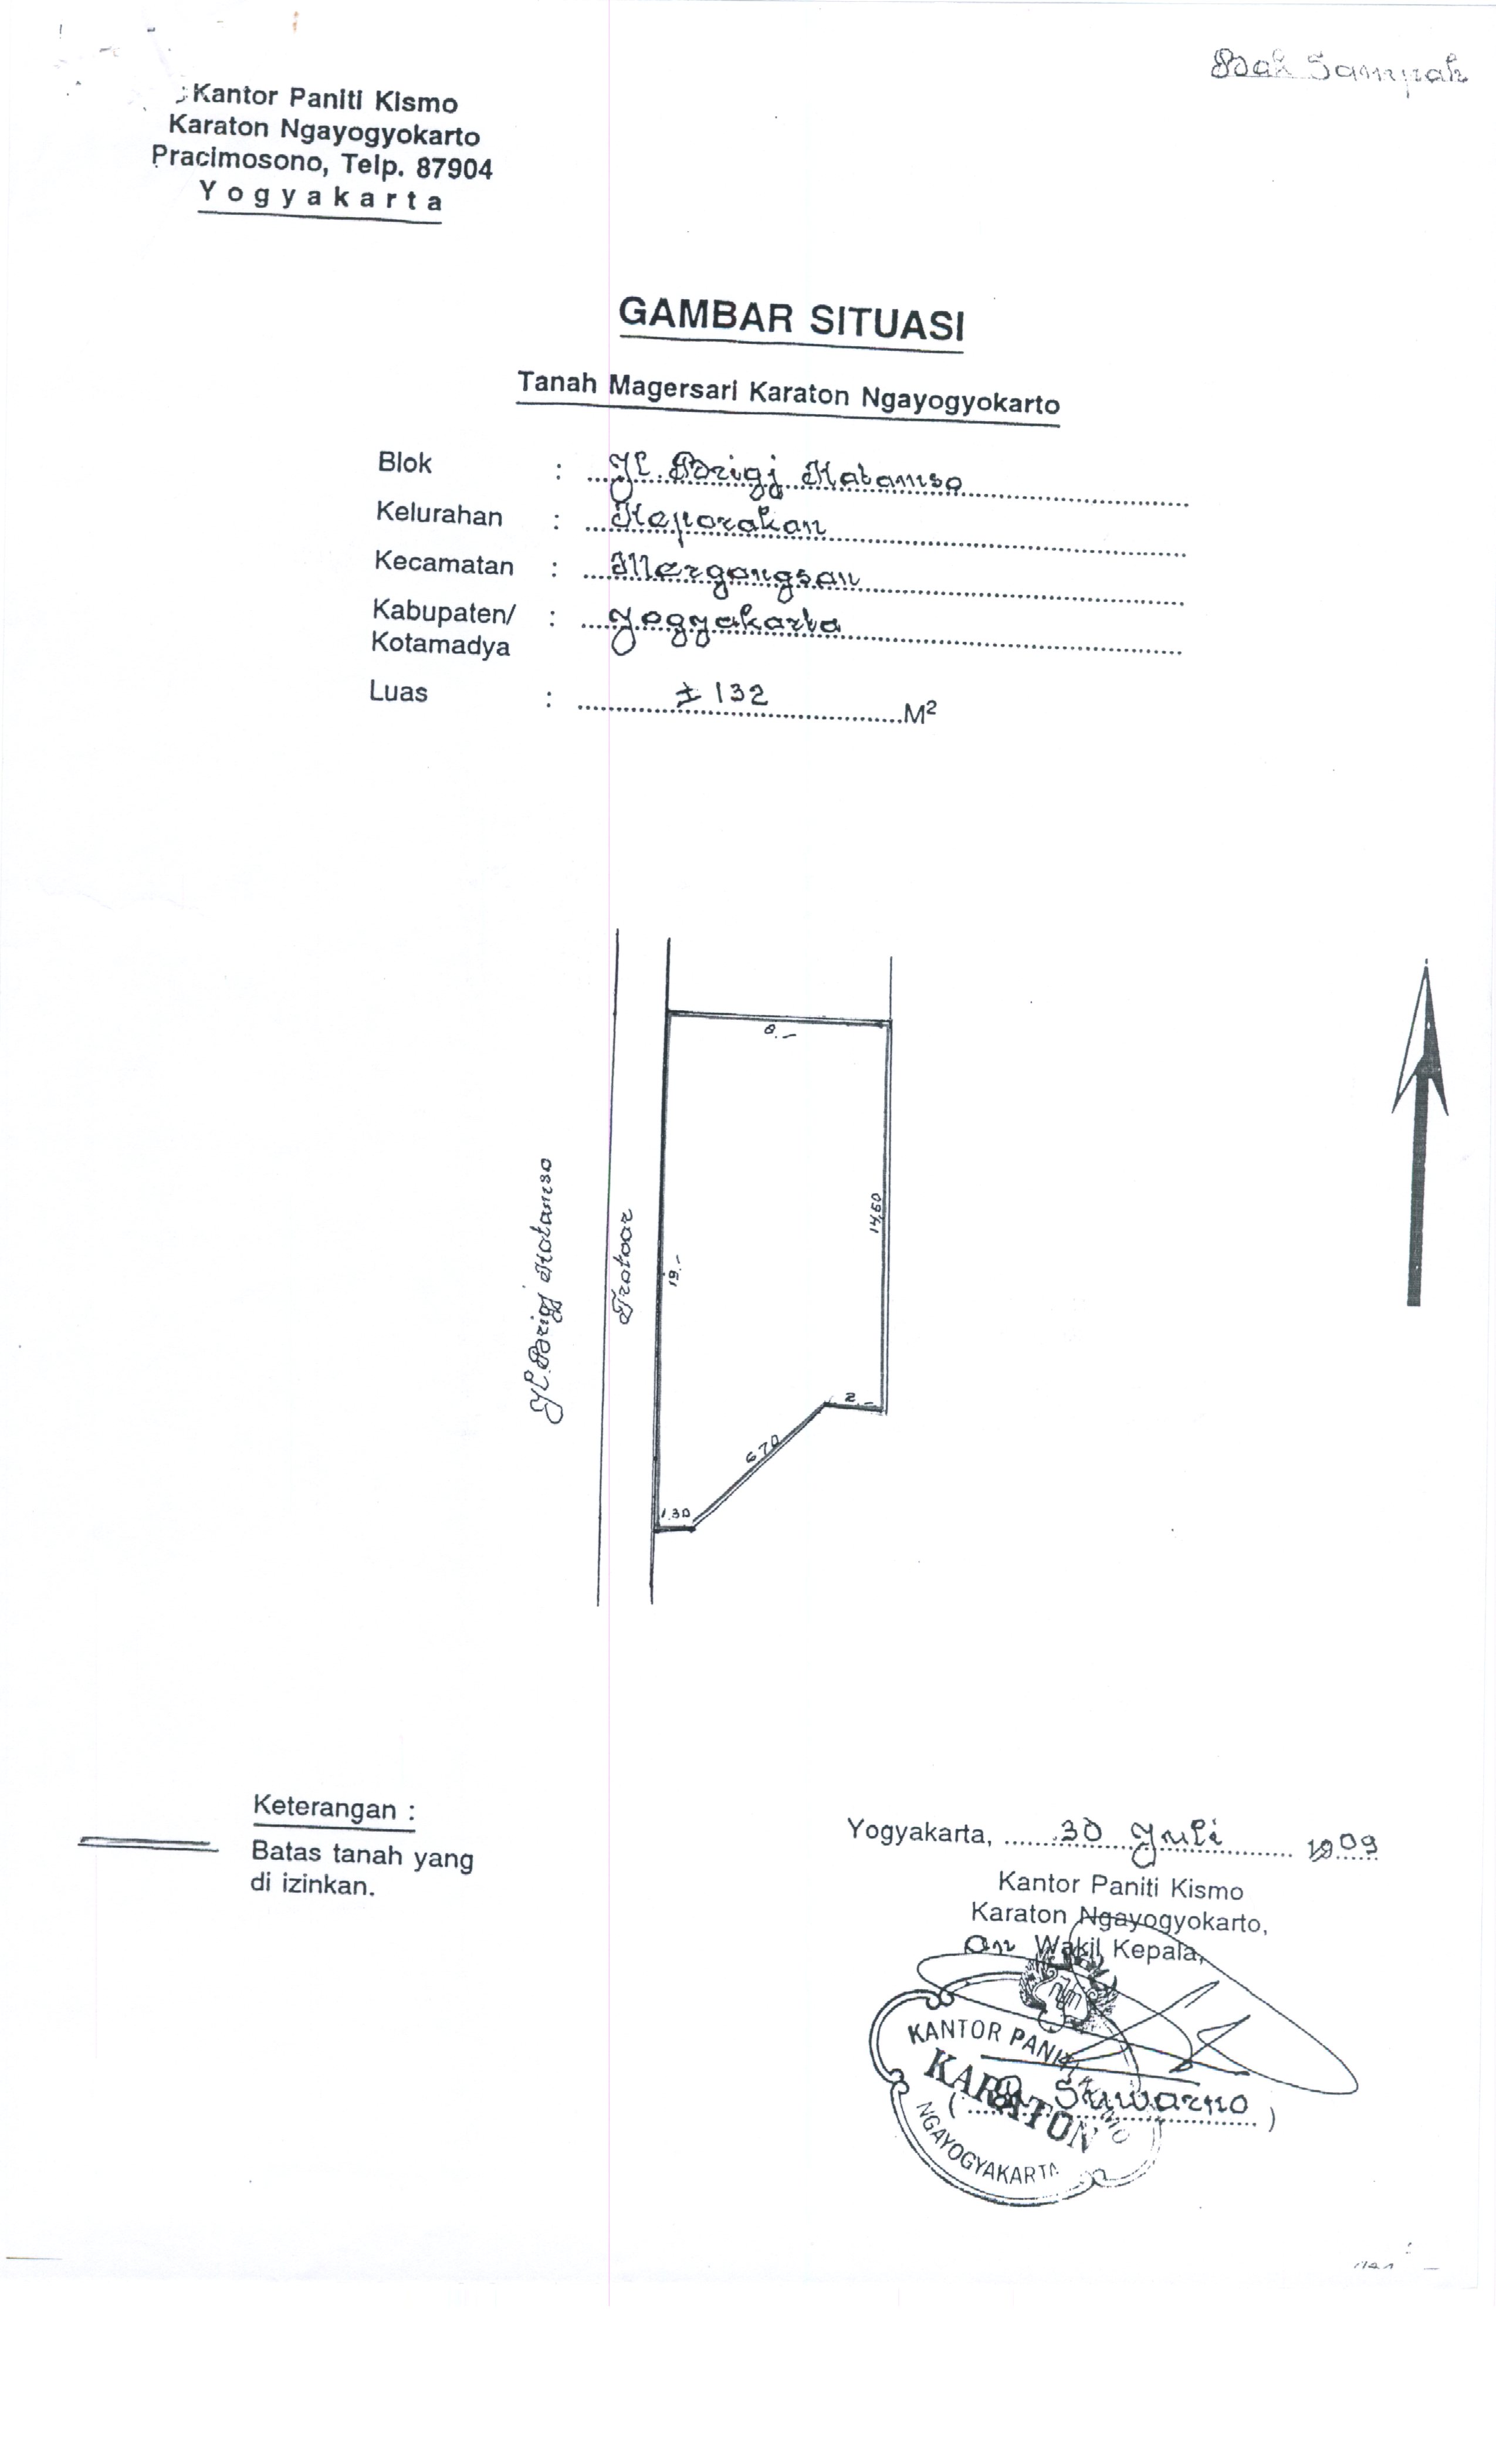 Bak Sampah
Kantor Paniti Kismo
Karaton Ngayogyokarto
Pracimosono, Telp. 87904
Yogyakarta
GAMBAR SITUASI
Tanah Magersari Karaton Ngayogyokarto
Blok : Jl. Brigj Katamso
Kelurahan : Keparakan
Kecamatan : Mergangsan
Kabupaten/ : Yogyakarta
Kotamadya
Luas : ± 132 M²
8.-
14,60
19.-
Jl. Brigj Katamso
Trotoar
2.-
6 70
1.30
Keterangan :
Batas tanah yang
di izinkan.
Yogyakarta, 30 Juli 09
Kantor Paniti Kismo
Karaton Ngayogyokarto,
an Wakil Kepala,
KANTOR PANITI KISMO
KARATON
NGAYOGYAKARTA
( Suwarno )